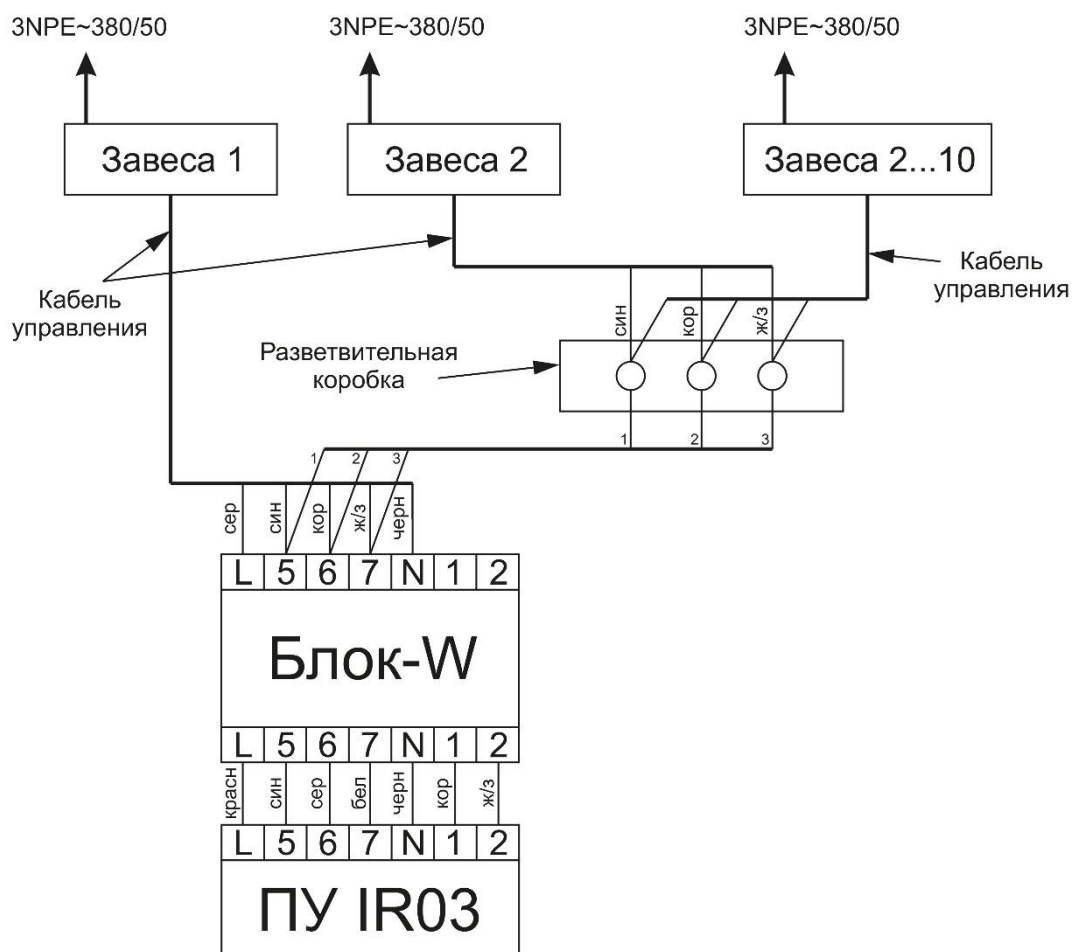 3NPE~380/50
3NPE~380/50
3NPE~380/50
Завеса 1
Завеса 2
Завеса 2...10
Кабель
управления
Кабель
управления
син
кор
ж/з
Разветвительная
коробка
1
2
3
1
2
3
сер
син
кор
ж/з
черн
L 5 6 7 N 1 2
Блок-W
L 5 6 7 N 1 2
красн
син
сер
бел
черн
кор
ж/з
L 5 6 7 N 1 2
ПУ IR03